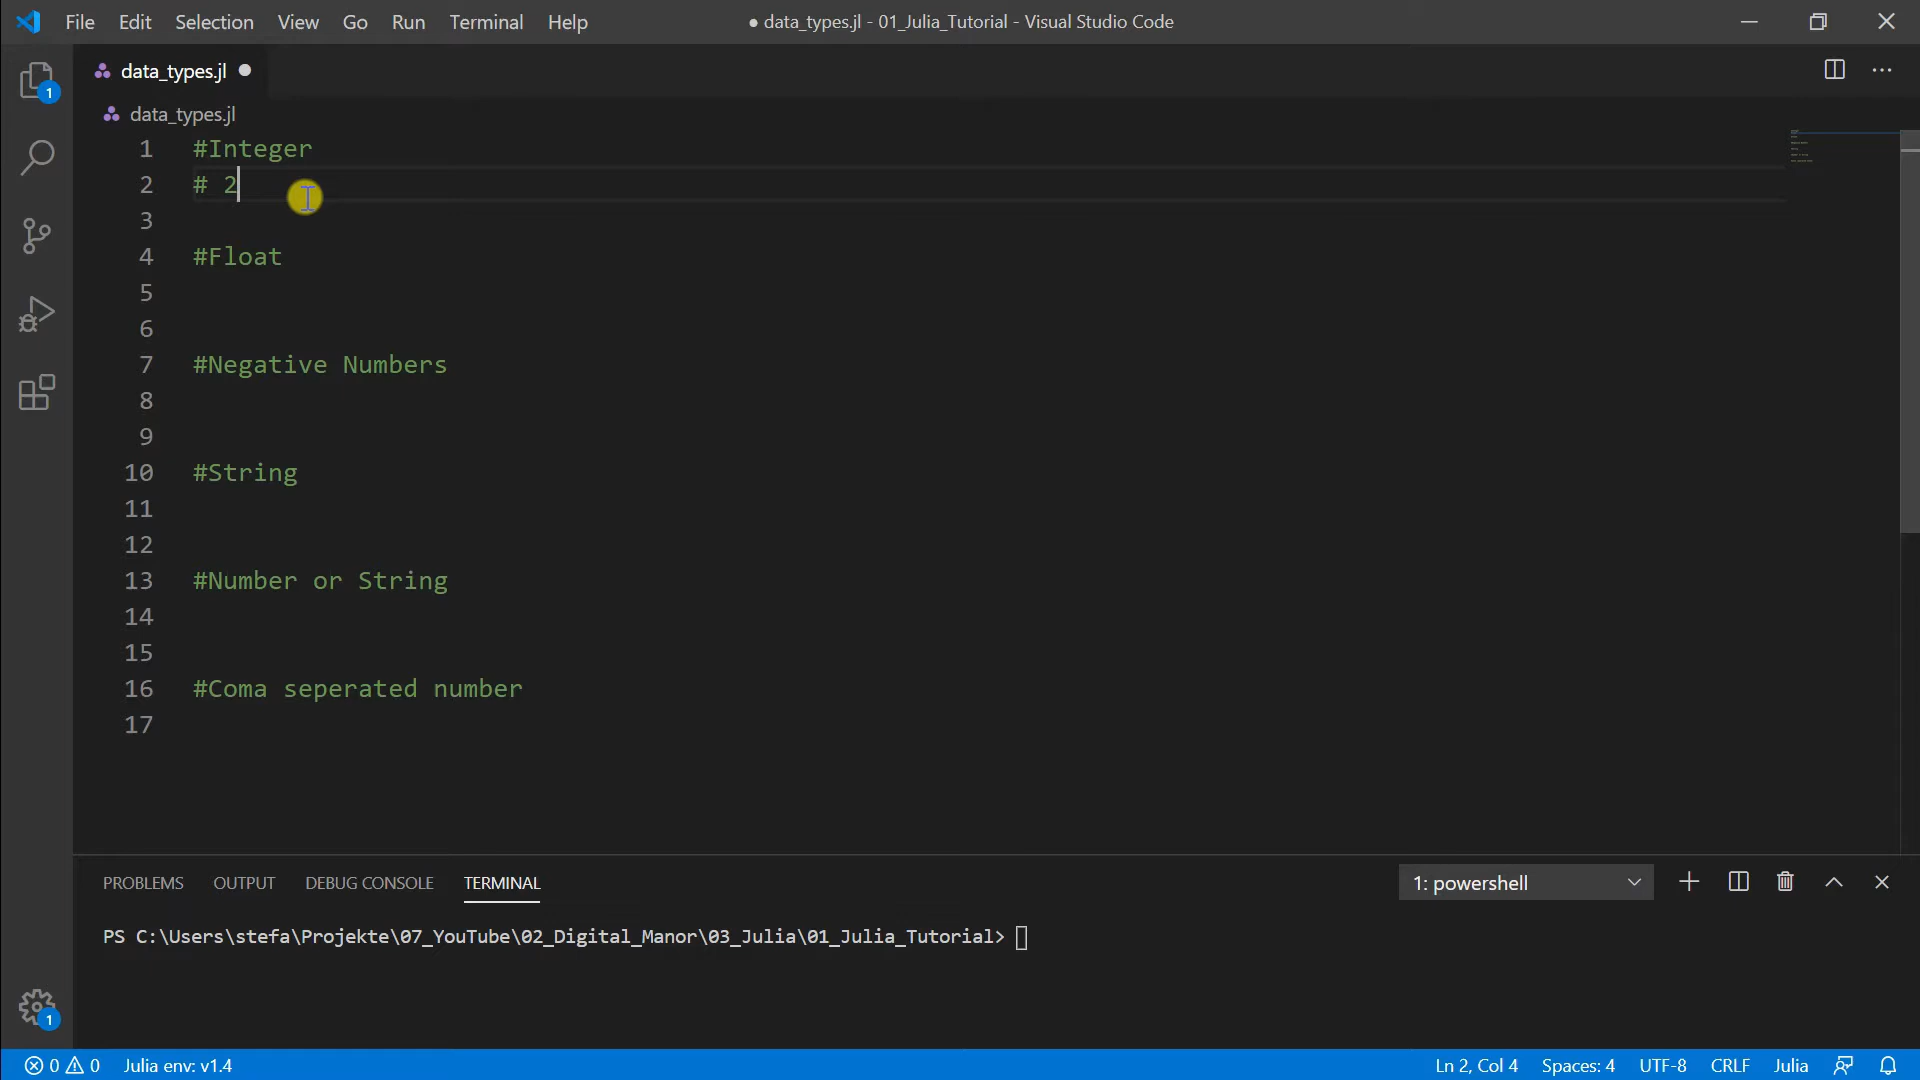 File Edit Selection View Go Run Terminal Help ● data_types.jl - 01_Julia_Tutorial - Visual Studio Code
data_types.jl ●
data_types.jl
1 #Integer
2 # 2
3
4 #Float
5
6
7 #Negative Numbers
8
9
10 #String
11
12
13 #Number or String
14
15
16 #Coma seperated number
17
1
PROBLEMS OUTPUT DEBUG CONSOLE TERMINAL 1: powershell
PS C:\Users\stefa\Projekte\07_YouTube\02_Digital_Manor\03_Julia\01_Julia_Tutorial>
1
0 0 Julia env: v1.4 Ln 2, Col 4 Spaces: 4 UTF-8 CRLF Julia